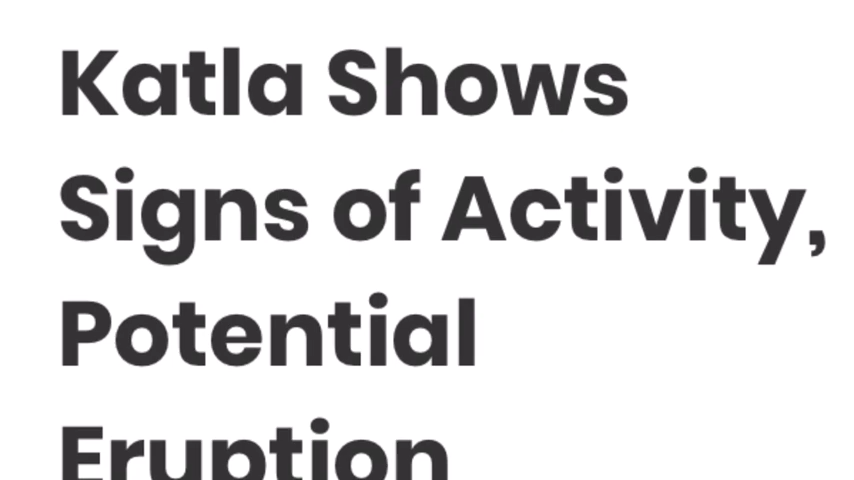 Katla Shows
Signs of Activity,
Potential
Eruption